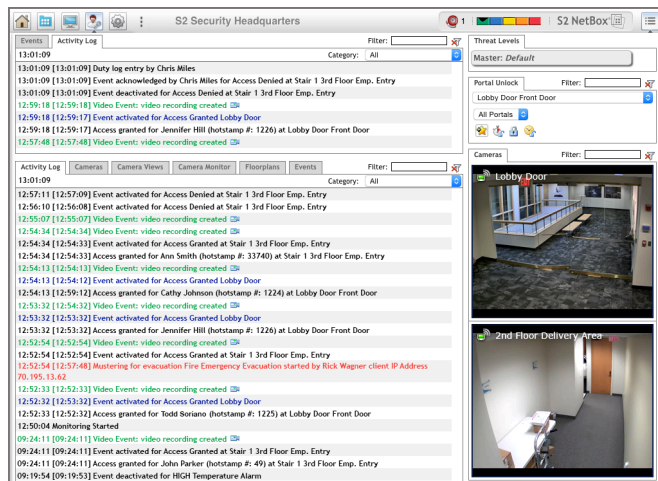 S2 Security Headquarters
1
S2 NetBox
Events Activity Log Filter:
13:01:09 Category: All
13:01:09 [13:01:09] Duty log entry by Chris Miles
13:01:09 [13:01:09] Event acknowledged by Chris Miles for Access Denied at Stair 1 3rd Floor Emp. Entry
13:01:09 [13:01:09] Event deactivated for Access Denied at Stair 1 3rd Floor Emp. Entry
12:59:18 [12:59:18] Video Event: video recording created
12:59:18 [12:59:17] Event activated for Access Granted Lobby Door
12:59:18 [12:59:17] Access granted for Jennifer Hill (hotstamp #: 1226) at Lobby Door Front Door
12:57:48 [12:57:48] Video Event: video recording created
Activity Log Cameras Camera Views Camera Monitor Floorplans Events Filter:
13:01:09 Category: All
12:57:11 [12:57:09] Event activated for Access Denied at Stair 1 3rd Floor Emp. Entry
12:56:10 [12:56:08] Event activated for Access Denied at Stair 1 3rd Floor Emp. Entry
12:55:07 [12:55:07] Video Event: video recording created
12:54:34 [12:54:34] Video Event: video recording created
12:54:34 [12:54:33] Event activated for Access Granted at Stair 1 3rd Floor Emp. Entry
12:54:34 [12:54:33] Access granted for Ann Smith (hotstamp #: 33740) at Stair 1 3rd Floor Emp. Entry
12:54:13 [12:54:13] Video Event: video recording created
12:54:13 [12:54:12] Event activated for Access Granted Lobby Door
12:54:13 [12:59:12] Access granted for Cathy Johnson (hotstamp #: 1224) at Lobby Door Front Door
12:53:32 [12:54:32] Video Event: video recording created
12:53:32 [12:53:32] Event activated for Access Granted Lobby Door
12:53:32 [12:53:32] Access granted for Jennifer Hill (hotstamp #: 1226) at Lobby Door Front Door
12:52:54 [12:52:54] Video Event: video recording created
12:52:54 [12:52:54] Event activated for Access Granted at Stair 1 3rd Floor Emp. Entry
12:52:54 [12:57:48] Mustering for evacuation Fire Emergency Evacuation started by Rick Wagner client IP Address
70.195.13.62
12:52:33 [12:52:33] Video Event: video recording created
12:52:33 [12:52:32] Event activated for Access Granted Lobby Door
12:52:33 [12:52:32] Access granted for Todd Soriano (hotstamp #: 1225) at Lobby Door Front Door
12:50:04 Monitoring Started
09:24:11 [09:24:11] Video Event: video recording created
09:24:11 [09:24:11] Event activated for Access Granted at Stair 1 3rd Floor Emp. Entry
09:24:11 [09:24:11] Access granted for John Parker (hotstamp #: 49) at Stair 1 3rd Floor Emp. Entry
09:19:54 [09:19:53] Event deactivated for HIGH Temperature Alarm
Threat Levels
Master: Default
Portal Unlock Filter:
Lobby Door Front Door
All Portals
Cameras Filter:
Lobby Door
2nd Floor Delivery Area